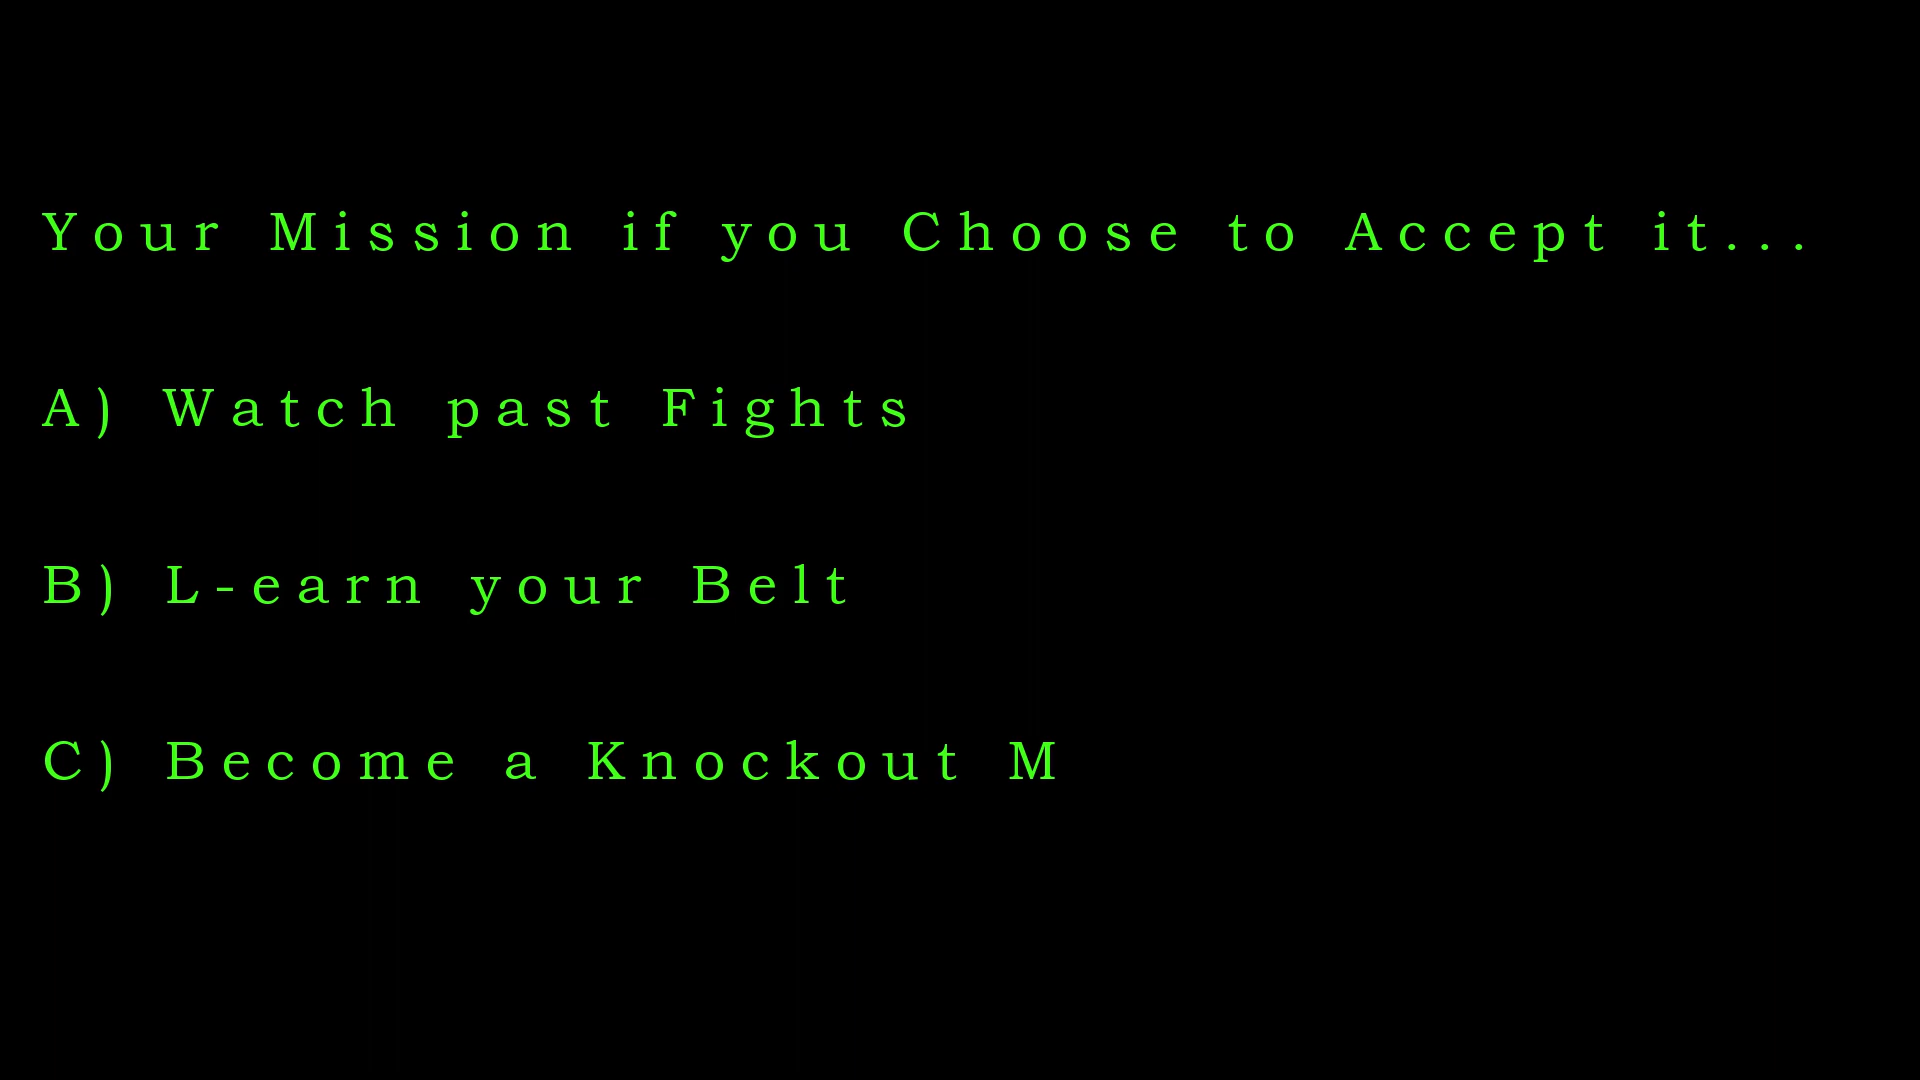 Your Mission if you Choose to Accept it...
A) Watch past Fights
B) L-earn your Belt
C) Become a Knockout M